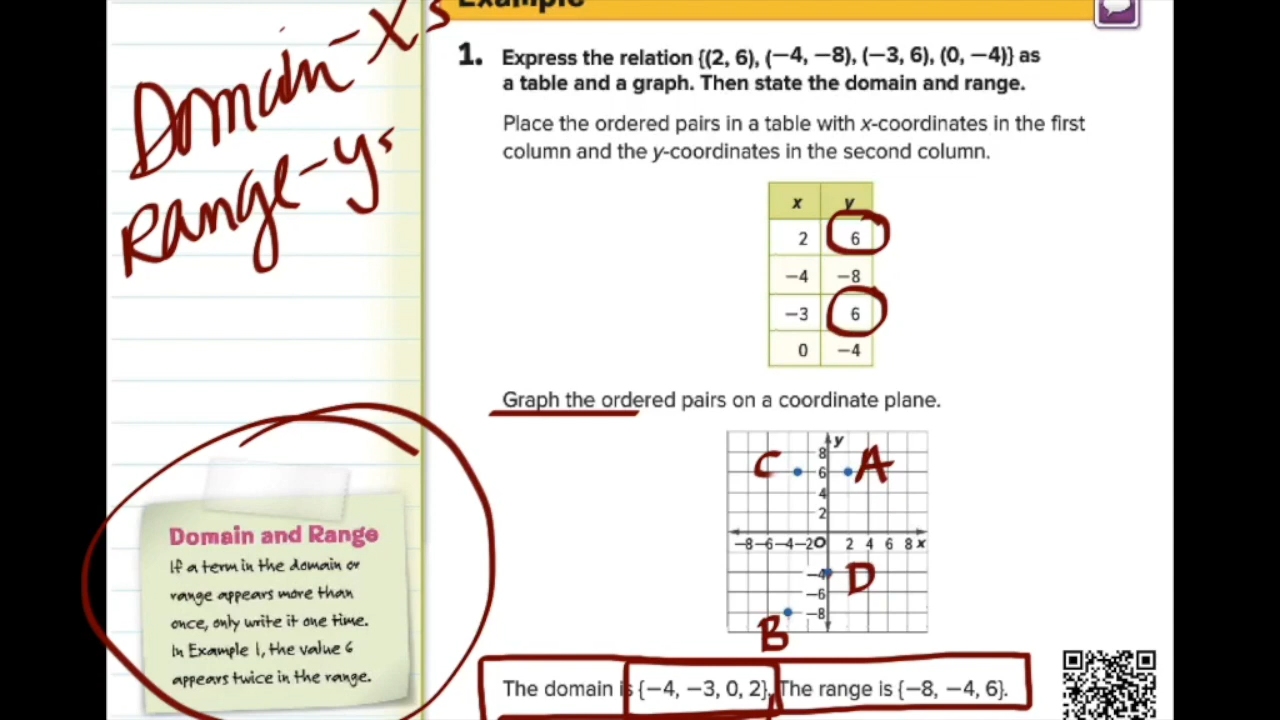 Example
Domain-xs
range-ys
1. Express the relation {(2, 6), (−4, −8), (−3, 6), (0, −4)} as
a table and a graph. Then state the domain and range.
Place the ordered pairs in a table with x-coordinates in the first
column and the y-coordinates in the second column.
x y
2 6
−4 −8
−3 6
0 −4
Graph the ordered pairs on a coordinate plane.
y
8
C 6 A
4
2
−8 −6 −4 −2 O 2 4 6 8 x
−4 D
−6
−8
B
Domain and Range
If a term in the domain or
range appears more than
once, only write it one time.
In Example 1, the value 6
appears twice in the range.
The domain is {−4, −3, 0, 2}. The range is {−8, −4, 6}.